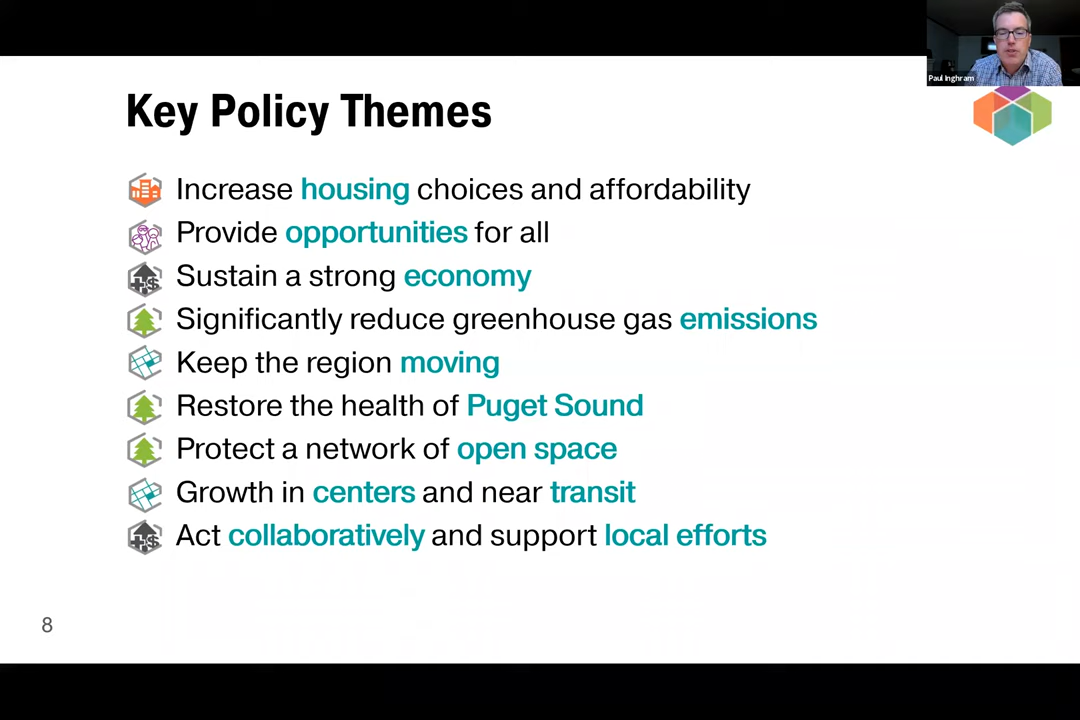 Paul Inghram
Key Policy Themes
Increase housing choices and affordability
Provide opportunities for all
Sustain a strong economy
Significantly reduce greenhouse gas emissions
Keep the region moving
Restore the health of Puget Sound
Protect a network of open space
Growth in centers and near transit
Act collaboratively and support local efforts
8